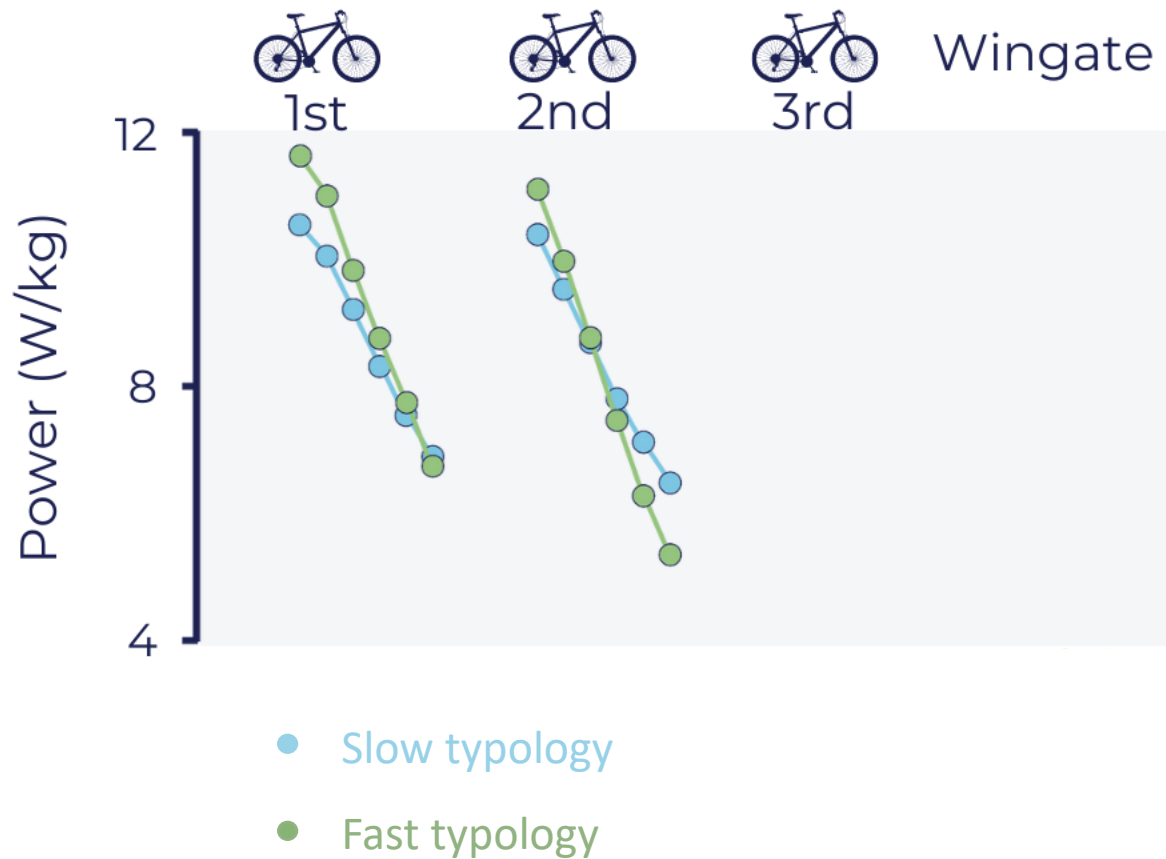 Wingate
1st 2nd 3rd
12
8
4
Power (W/kg)
Slow typology
Fast typology